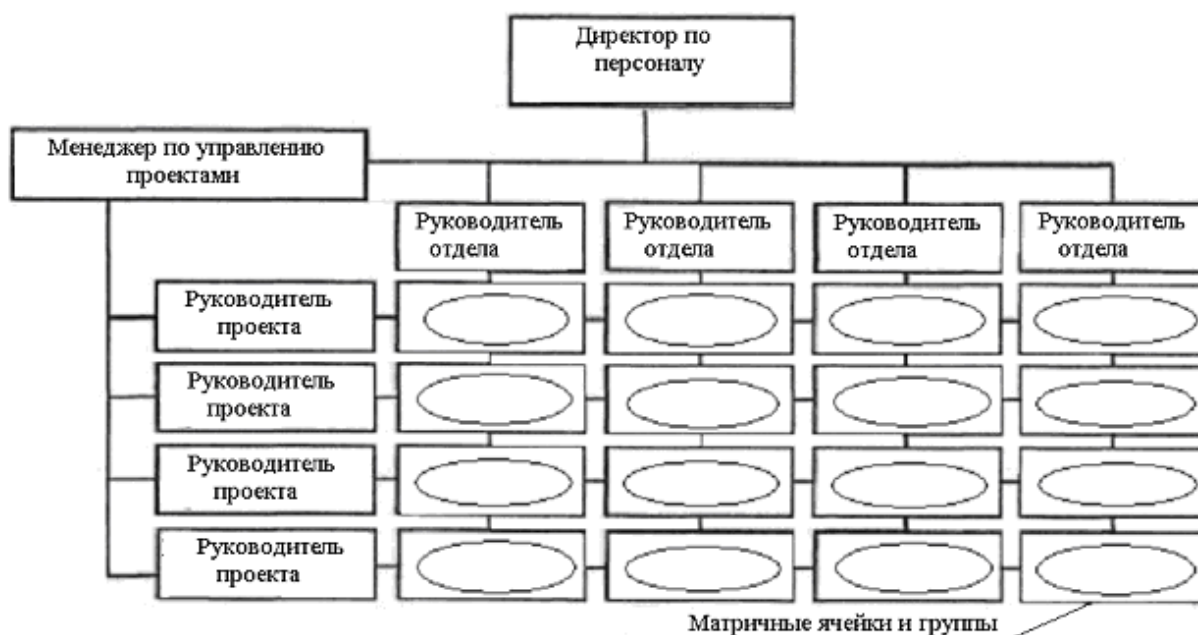 Директор по
персоналу
Менеджер по управлению
проектами
Руководитель
отдела
Руководитель
отдела
Руководитель
отдела
Руководитель
отдела
Руководитель
проекта
Руководитель
проекта
Руководитель
проекта
Руководитель
проекта
Матричные ячейки и группы